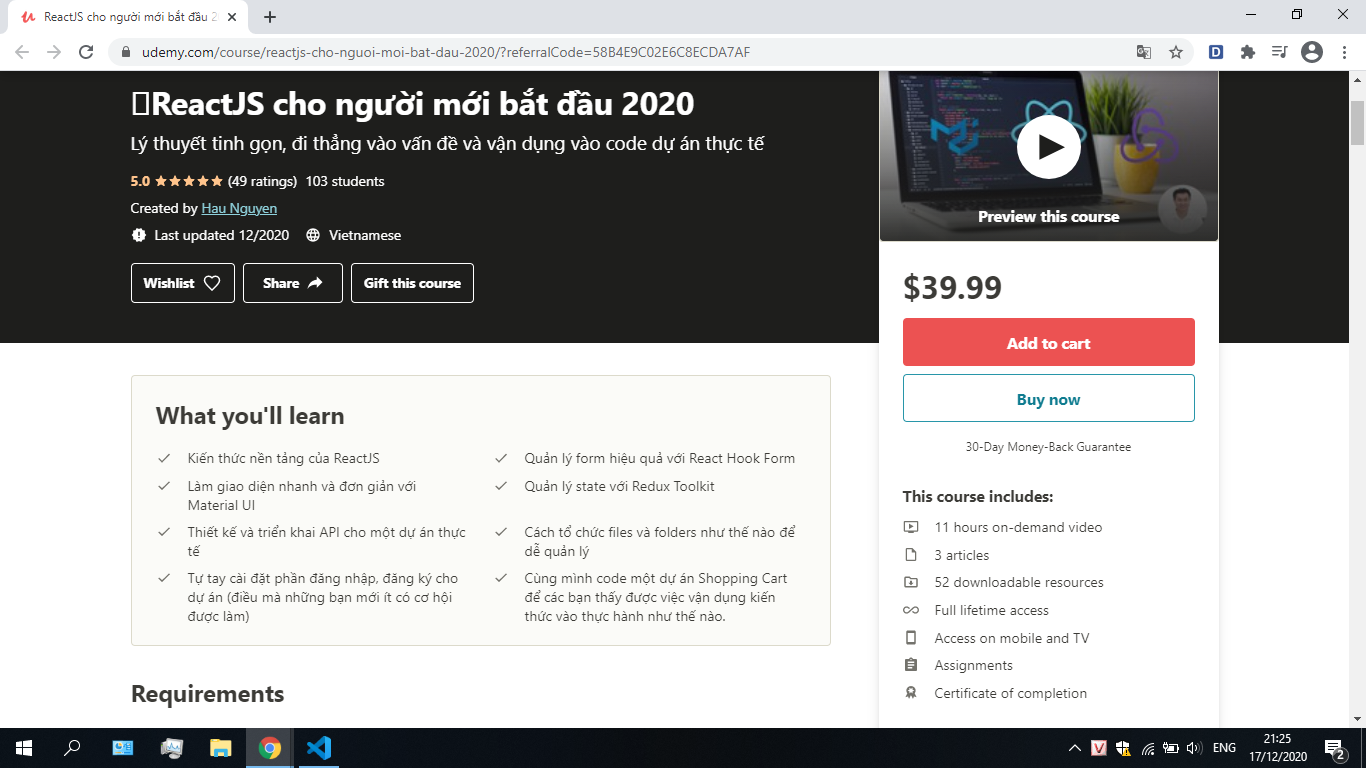 ReactJS cho người mới bắt đầu 2
udemy.com/course/reactjs-cho-nguoi-moi-bat-dau-2020/?referralCode=58B4E9C02E6C8ECDA7AF
ReactJS cho người mới bắt đầu 2020
Lý thuyết tinh gọn, đi thẳng vào vấn đề và vận dụng vào code dự án thực tế
5.0 ★★★★★ (49 ratings) 103 students
Created by Hau Nguyen
Last updated 12/2020 Vietnamese
Wishlist Share Gift this course
Preview this course
$39.99
Add to cart
Buy now
30-Day Money-Back Guarantee
This course includes:
11 hours on-demand video
3 articles
52 downloadable resources
Full lifetime access
Access on mobile and TV
Assignments
Certificate of completion
What you'll learn
Kiến thức nền tảng của ReactJS
Làm giao diện nhanh và đơn giản với
Material UI
Thiết kế và triển khai API cho một dự án thực
tế
Tự tay cài đặt phần đăng nhập, đăng ký cho
dự án (điều mà những bạn mới ít có cơ hội
được làm)
Quản lý form hiệu quả với React Hook Form
Quản lý state với Redux Toolkit
Cách tổ chức files và folders như thế nào để
dễ quản lý
Cùng mình code một dự án Shopping Cart
để các bạn thấy được việc vận dụng kiến
thức vào thực hành như thế nào.
Requirements
ENG
21:25
17/12/2020
2